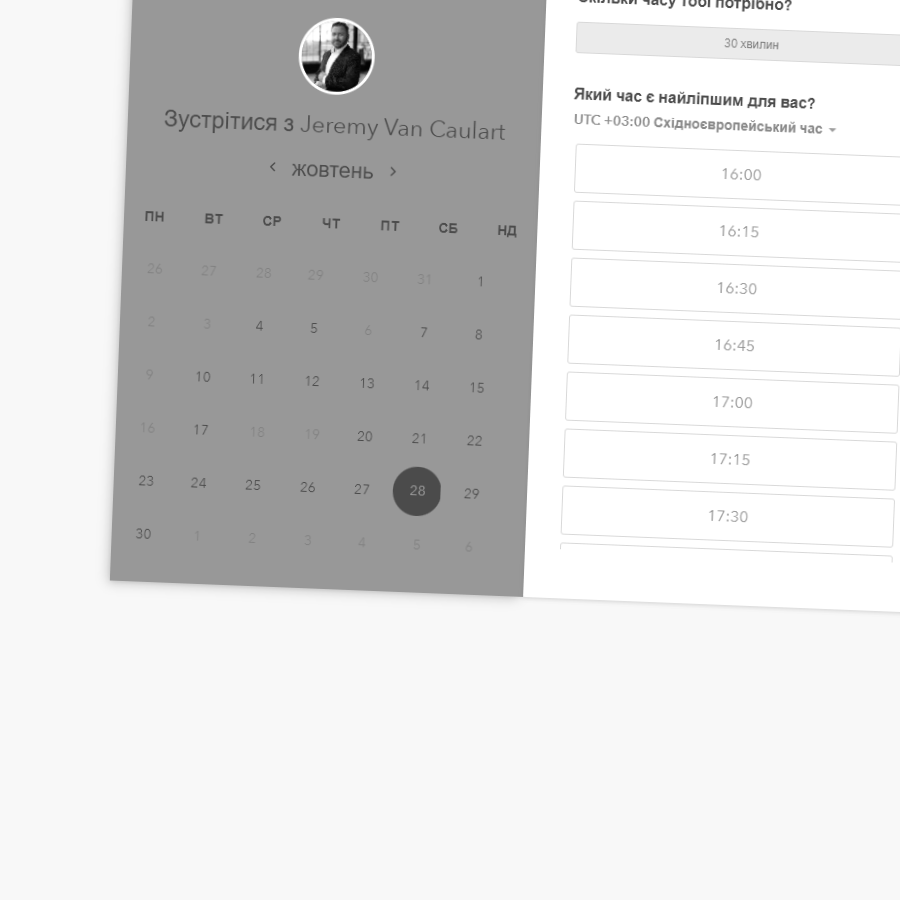 Скільки часу тобі потрібно?
30 хвилин
Який час є найліпшим для вас?
UTC +03:00 Східноєвропейський час
16:00
16:15
16:30
16:45
17:00
17:15
17:30
Зустрітися з Jeremy Van Caulart
жовтень
ПН ВТ СР ЧТ ПТ СБ НД
26 27 28 29 30 31 1
2 3 4 5 6 7 8
9 10 11 12 13 14 15
16 17 18 19 20 21 22
23 24 25 26 27 28 29
30 1 2 3 4 5 6